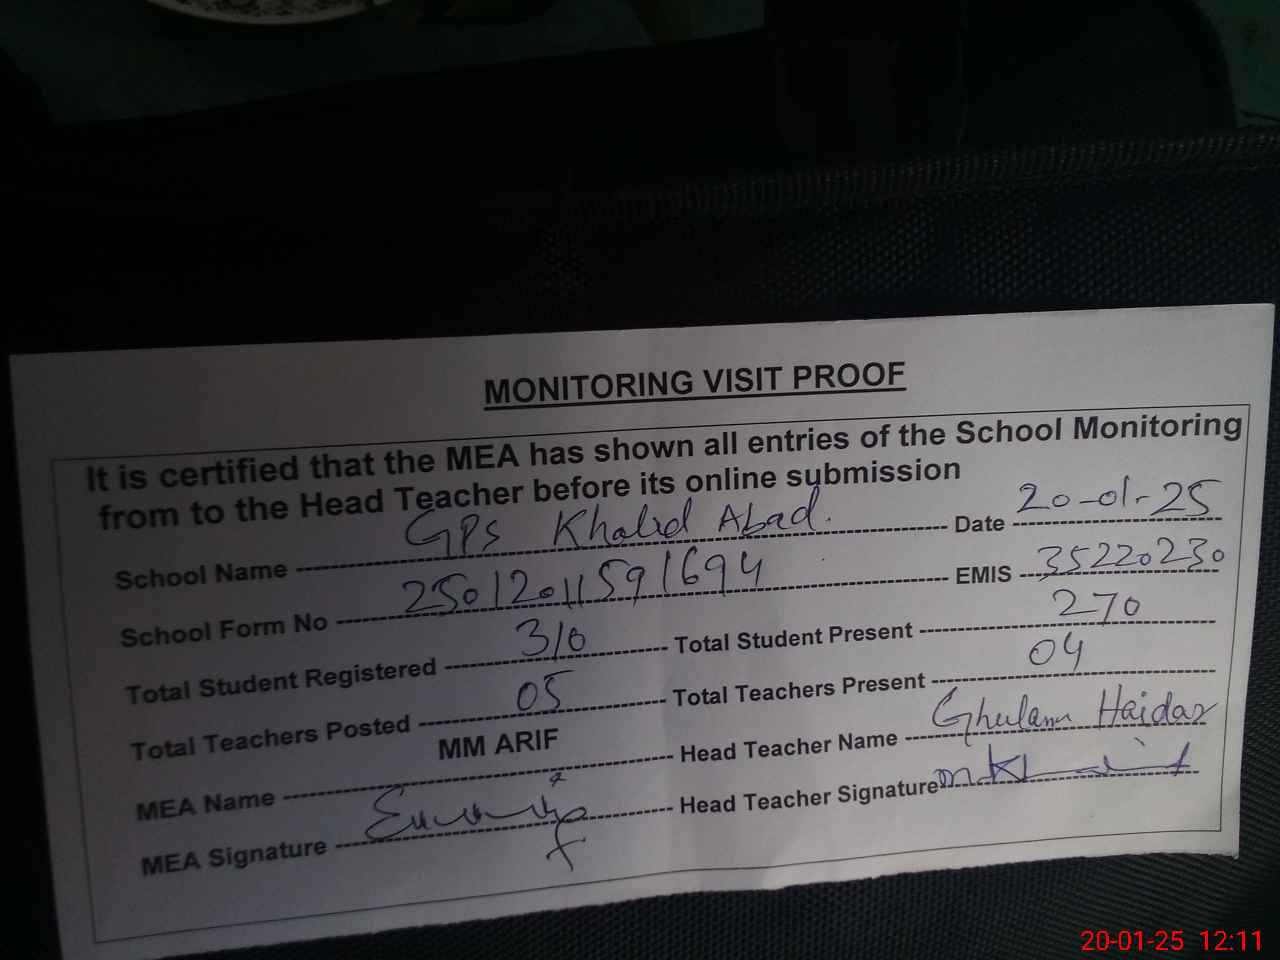 MONITORING VISIT PROOF
It is certified that the MEA has shown all entries of the School Monitoring
from to the Head Teacher before its online submission
School Name GPS Khalid Abad. Date 20-01-25
School Form No 2501201159 1694 EMIS 35220230
Total Student Registered 310 Total Student Present 270
Total Teachers Posted 05 Total Teachers Present 04
MEA Name MM ARIF Head Teacher Name Ghulam Haidar
MEA Signature Head Teacher Signature
20-01-25 12:11